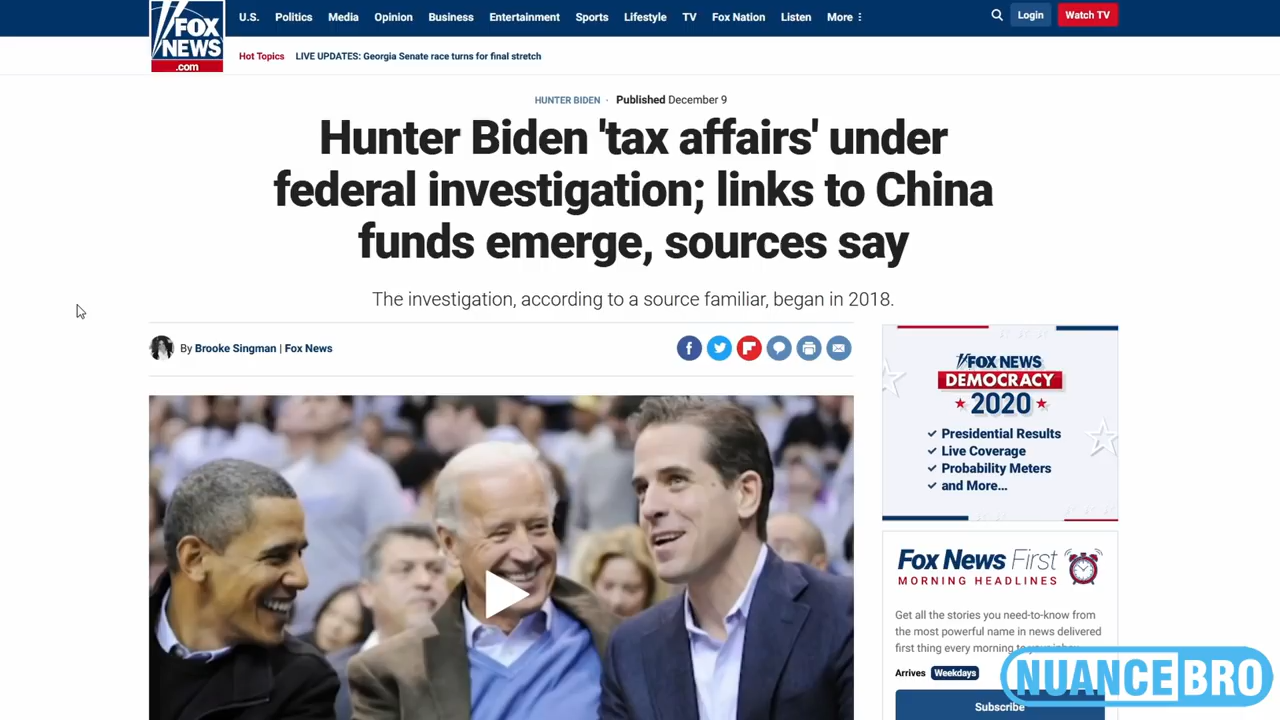 FOX
NEWS
.com
U.S. Politics Media Opinion Business Entertainment Sports Lifestyle TV Fox Nation Listen More
Login
Watch TV
Hot Topics LIVE UPDATES: Georgia Senate race turns for final stretch
HUNTER BIDEN · Published December 9
Hunter Biden 'tax affairs' under
federal investigation; links to China
funds emerge, sources say
The investigation, according to a source familiar, began in 2018.
By Brooke Singman | Fox News
FOX NEWS
DEMOCRACY
2020
Presidential Results
Live Coverage
Probability Meters
and More...
Fox News First
MORNING HEADLINES
Get all the stories you need-to-know from
the most powerful name in news delivered
first thing every morning to your inbox
Arrives Weekdays
Subscribe
NUANCEBRO